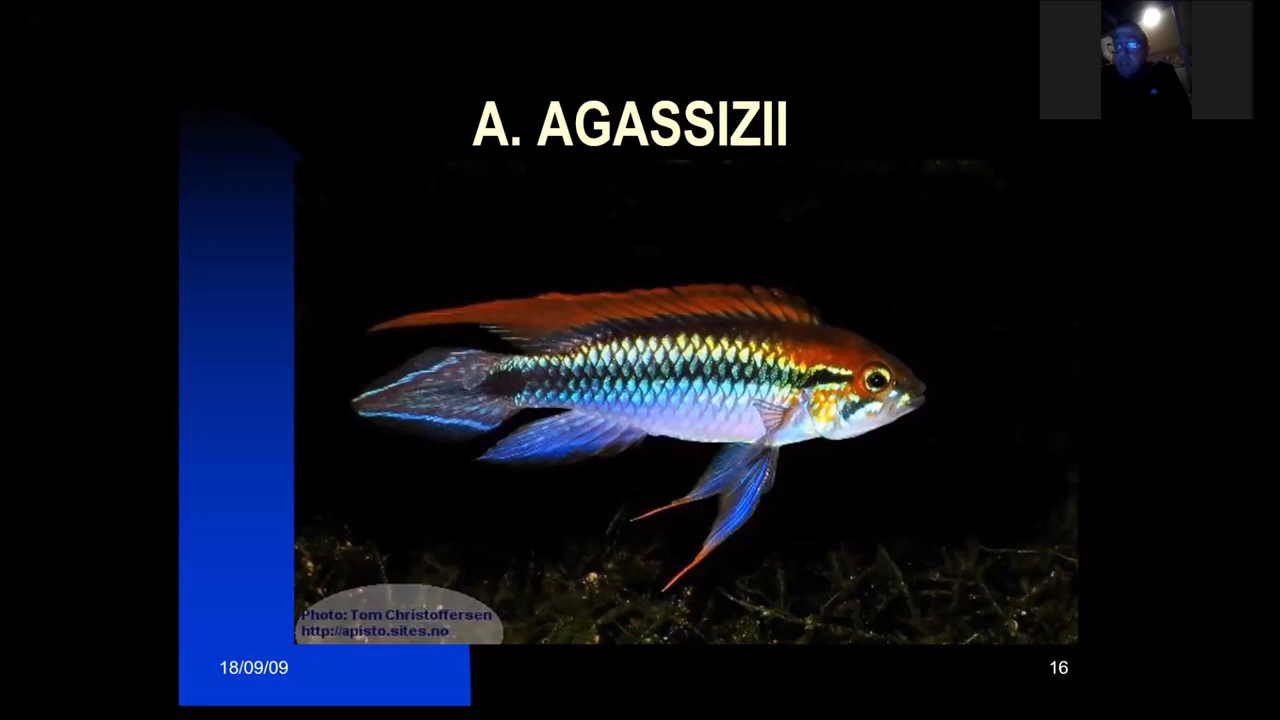 A. AGASSIZII
Photo: Tom Christoffersen
http://apisto.sites.no
18/09/09
16